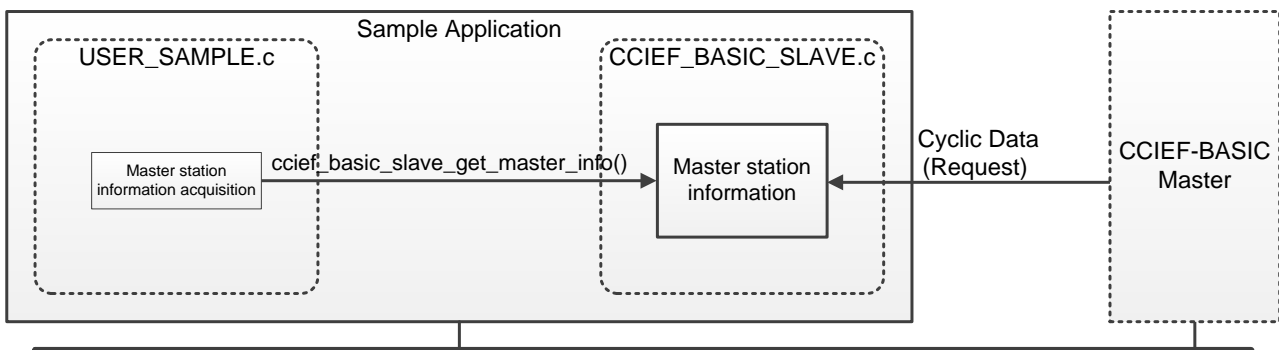 Sample Application
USER_SAMPLE.c
CCIEF_BASIC_SLAVE.c
Master station
information acquisition
ccief_basic_slave_get_master_info()
Master station
information
Cyclic Data
(Request)
CCIEF-BASIC
Master